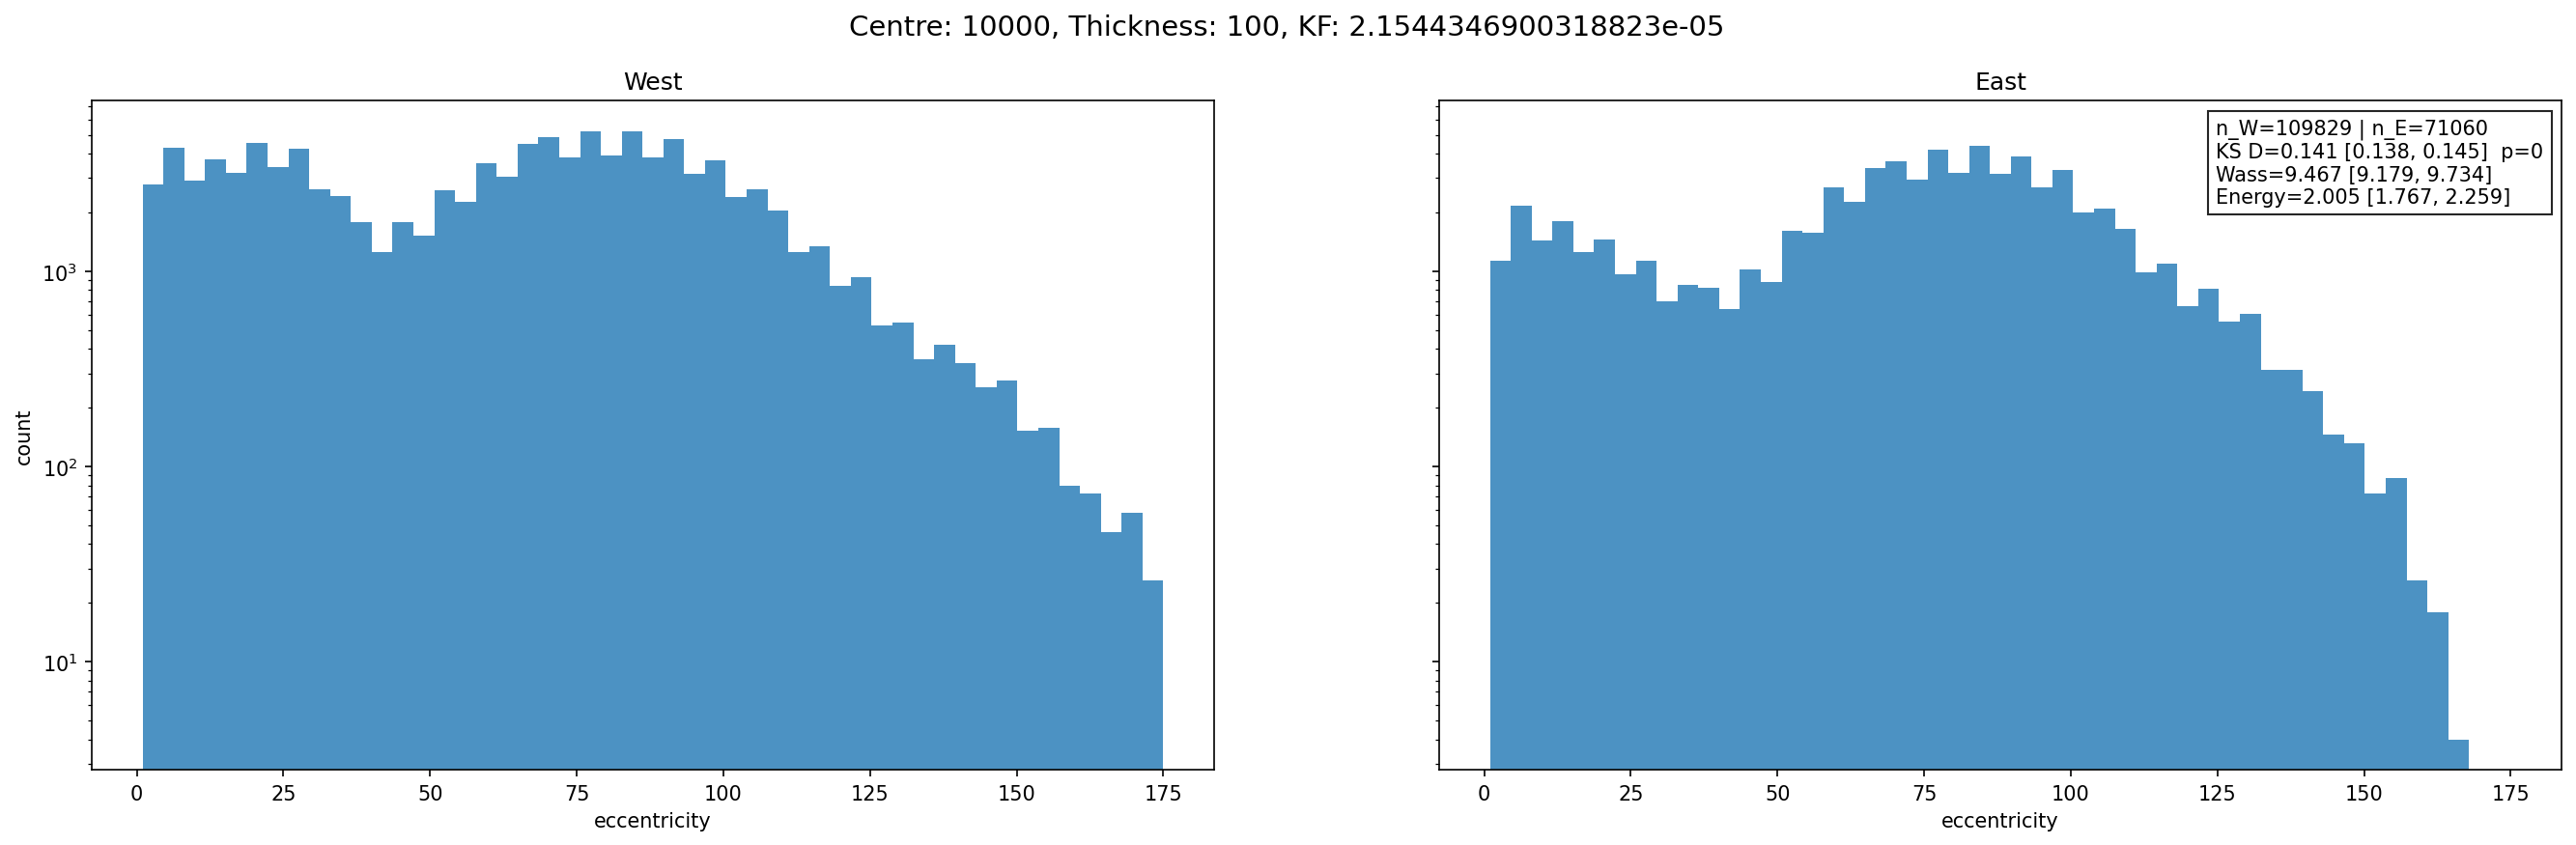 Centre: 10000, Thickness: 100, KF: 2.1544346900318823e-05
West
East
n_W=109829 | n_E=71060
KS D=0.141 [0.138, 0.145]  p=0
Wass=9.467 [9.179, 9.734]
Energy=2.005 [1.767, 2.259]
count
10³
10²
10¹
0 25 50 75 100 125 150 175
eccentricity
0 25 50 75 100 125 150 175
eccentricity